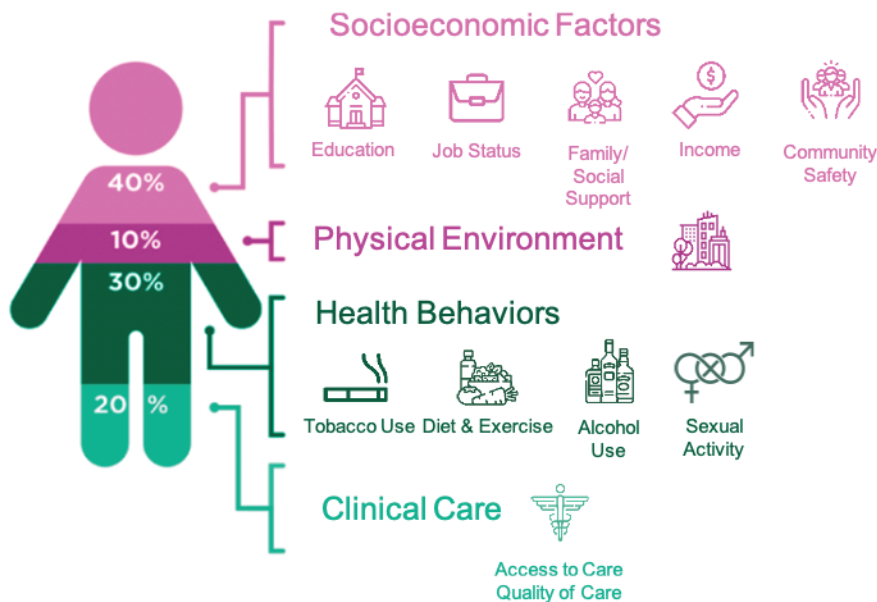 Socioeconomic Factors
$
Education
Job Status
Family/
Social
Support
Income
Community
Safety
40%
10%
Physical Environment
30%
Health Behaviors
Tobacco Use
Diet & Exercise
Alcohol
Use
Sexual
Activity
20%
Clinical Care
Access to Care
Quality of Care